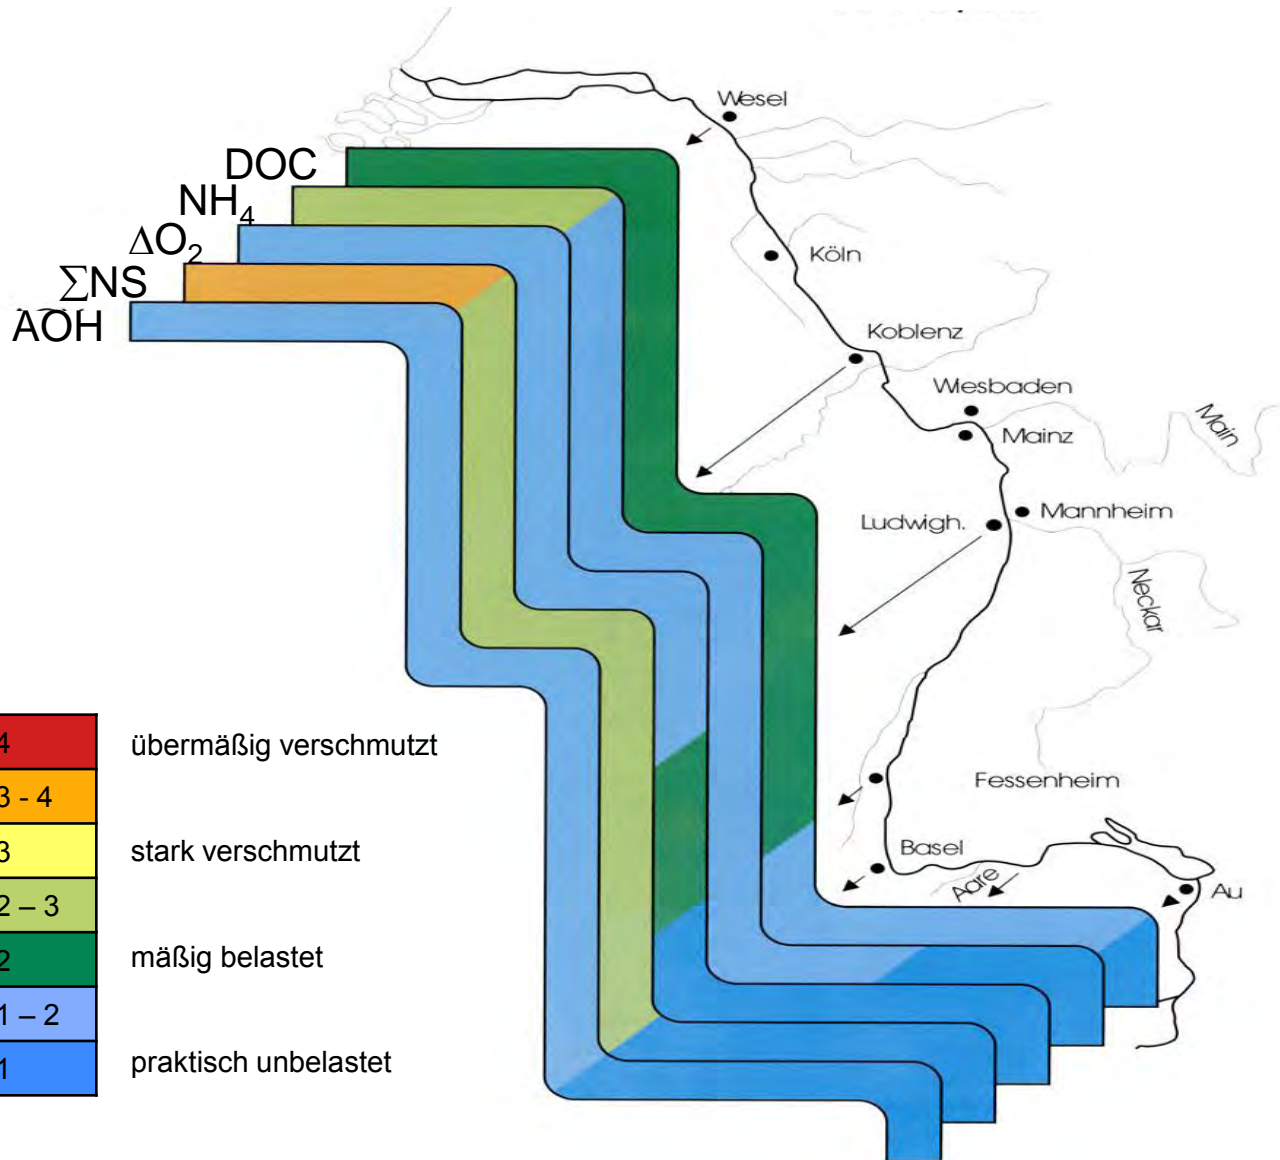 Wesel
DOC
NH4
ΔO2
ΣNS
AOH
Köln
Koblenz
Wiesbaden
Mainz
Main
Ludwigh.
Mannheim
Neckar
Fessenheim
Basel
Aare
Au
4 übermäßig verschmutzt
3 - 4
3 stark verschmutzt
2 – 3
2 mäßig belastet
1 – 2
1 praktisch unbelastet